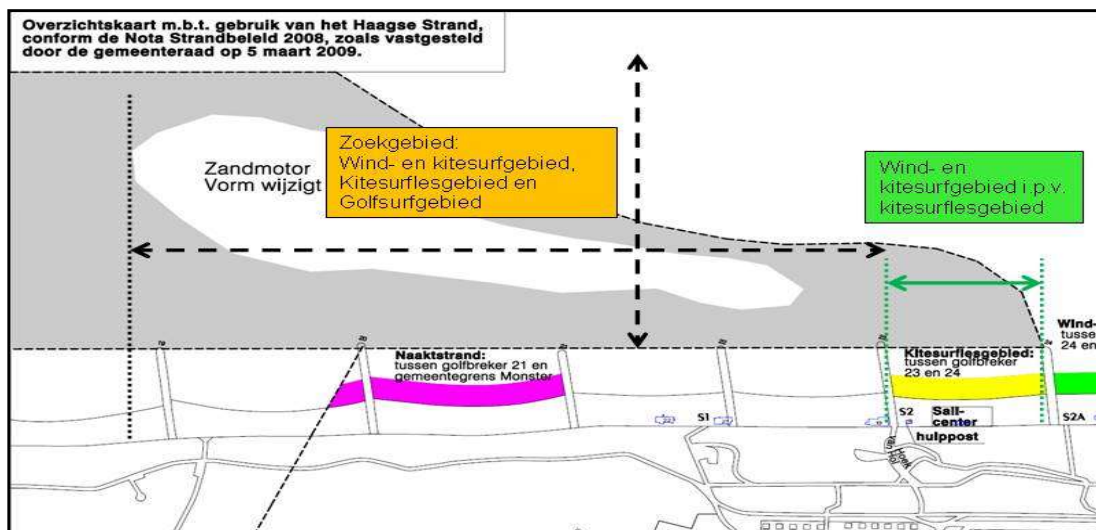 Overzichtskaart m.b.t. gebruik van het Haagse Strand,
conform de Nota Strandbeleid 2008, zoals vastgesteld
door de gemeenteraad op 5 maart 2009.
Zandmotor
Vorm wijzigt
Zoekgebied:
Wind- en kitesurfgebied,
Kitesurflesgebied en
Golfsurfgebied
Wind- en
kitesurfgebied i.p.v.
kitesurflesgebied
Naaktstrand:
tussen golfbreker 21 en
gemeentegrens Monster
Kitesurflesgebied:
tussen golfbreker
23 en 24
Wind-
tusse
24 en
S1
S2
Sail-
center
hulppost
S2A